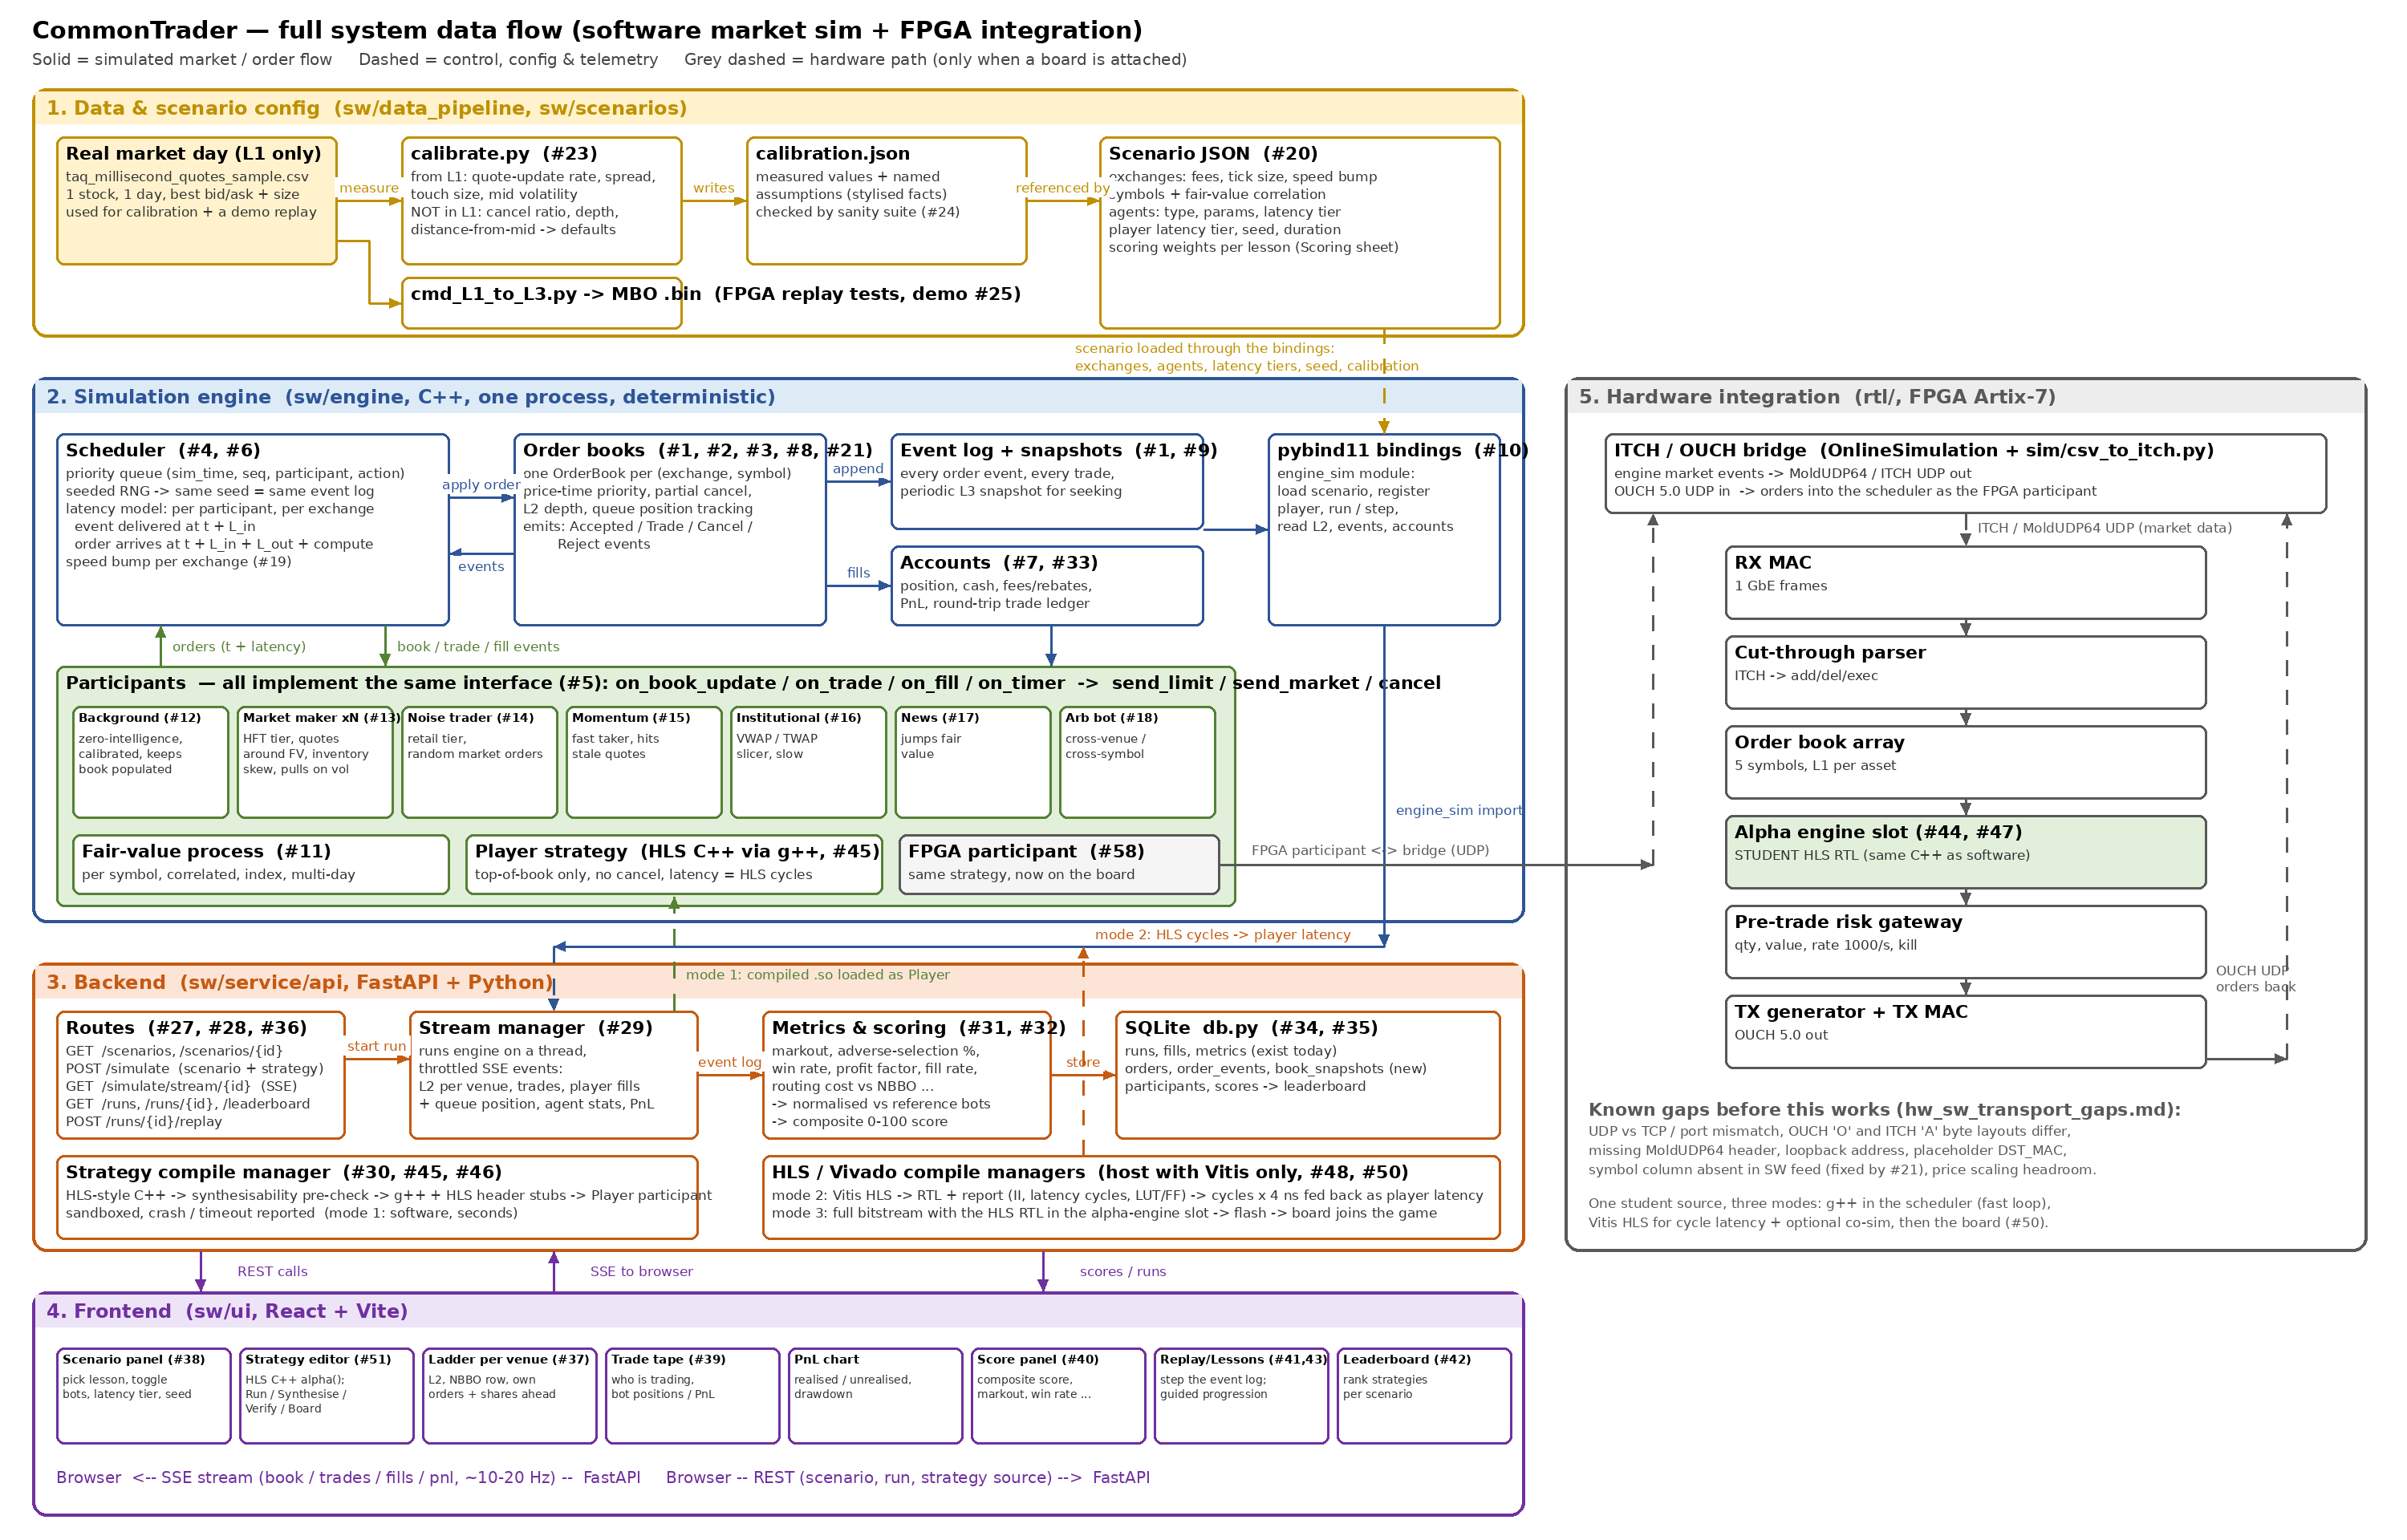 CommonTrader — full system data flow (software market sim + FPGA integration)
Solid = simulated market / order flow     Dashed = control, config & telemetry     Grey dashed = hardware path (only when a board is attached)
1. Data & scenario config  (sw/data_pipeline, sw/scenarios)
Real market day (L1 only)
taq_millisecond_quotes_sample.csv
1 stock, 1 day, best bid/ask + size
used for calibration + a demo replay
measure
calibrate.py  (#23)
from L1: quote-update rate, spread,
touch size, mid volatility
NOT in L1: cancel ratio, depth,
distance-from-mid -> defaults
writes
calibration.json
measured values + named
assumptions (stylised facts)
checked by sanity suite (#24)
referenced by
Scenario JSON  (#20)
exchanges: fees, tick size, speed bump
symbols + fair-value correlation
agents: type, params, latency tier
player latency tier, seed, duration
scoring weights per lesson (Scoring sheet)
cmd_L1_to_L3.py -> MBO .bin  (FPGA replay tests, demo #25)
scenario loaded through the bindings:
exchanges, agents, latency tiers, seed, calibration
2. Simulation engine  (sw/engine, C++, one process, deterministic)
Scheduler  (#4, #6)
priority queue (sim_time, seq, participant, action)
seeded RNG -> same seed = same event log
latency model: per participant, per exchange
event delivered at t + L_in
order arrives at t + L_in + L_out + compute
speed bump per exchange (#19)
apply order
events
Order books  (#1, #2, #3, #8, #21)
one OrderBook per (exchange, symbol)
price-time priority, partial cancel,
L2 depth, queue position tracking
emits: Accepted / Trade / Cancel /
Reject events
append
fills
Event log + snapshots  (#1, #9)
every order event, every trade,
periodic L3 snapshot for seeking
Accounts  (#7, #33)
position, cash, fees/rebates,
PnL, round-trip trade ledger
pybind11 bindings  (#10)
engine_sim module:
load scenario, register
player, run / step,
read L2, events, accounts
orders (t + latency)
book / trade / fill events
Participants  — all implement the same interface (#5): on_book_update / on_trade / on_fill / on_timer  ->  send_limit / send_market / cancel
Background (#12)
zero-intelligence,
calibrated, keeps
book populated
Market maker xN (#13)
HFT tier, quotes
around FV, inventory
skew, pulls on vol
Noise trader (#14)
retail tier,
random market orders
Momentum (#15)
fast taker, hits
stale quotes
Institutional (#16)
VWAP / TWAP
slicer, slow
News (#17)
jumps fair
value
Arb bot (#18)
cross-venue /
cross-symbol
Fair-value process  (#11)
per symbol, correlated, index, multi-day
Player strategy  (HLS C++ via g++, #45)
top-of-book only, no cancel, latency = HLS cycles
FPGA participant  (#58)
same strategy, now on the board
engine_sim import
FPGA participant <-> bridge (UDP)
mode 2: HLS cycles -> player latency
mode 1: compiled .so loaded as Player
3. Backend  (sw/service/api, FastAPI + Python)
Routes  (#27, #28, #36)
GET  /scenarios, /scenarios/{id}
POST /simulate  (scenario + strategy)
GET  /simulate/stream/{id}  (SSE)
GET  /runs, /runs/{id}, /leaderboard
POST /runs/{id}/replay
start run
Stream manager  (#29)
runs engine on a thread,
throttled SSE events:
L2 per venue, trades, player fills
+ queue position, agent stats, PnL
event log
Metrics & scoring  (#31, #32)
markout, adverse-selection %,
win rate, profit factor, fill rate,
routing cost vs NBBO ...
-> normalised vs reference bots
-> composite 0-100 score
store
SQLite  db.py  (#34, #35)
runs, fills, metrics (exist today)
orders, order_events, book_snapshots (new)
participants, scores -> leaderboard
Strategy compile manager  (#30, #45, #46)
HLS-style C++ -> synthesisability pre-check -> g++ + HLS header stubs -> Player participant
sandboxed, crash / timeout reported  (mode 1: software, seconds)
HLS / Vivado compile managers  (host with Vitis only, #48, #50)
mode 2: Vitis HLS -> RTL + report (II, latency cycles, LUT/FF) -> cycles x 4 ns fed back as player latency
mode 3: full bitstream with the HLS RTL in the alpha-engine slot -> flash -> board joins the game
REST calls
SSE to browser
scores / runs
4. Frontend  (sw/ui, React + Vite)
Scenario panel (#38)
pick lesson, toggle
bots, latency tier, seed
Strategy editor (#51)
HLS C++ alpha();
Run / Synthesise /
Verify / Board
Ladder per venue (#37)
L2, NBBO row, own
orders + shares ahead
Trade tape (#39)
who is trading,
bot positions / PnL
PnL chart
realised / unrealised,
drawdown
Score panel (#40)
composite score,
markout, win rate ...
Replay/Lessons (#41,43)
step the event log;
guided progression
Leaderboard (#42)
rank strategies
per scenario
Browser  <-- SSE stream (book / trades / fills / pnl, ~10-20 Hz) --  FastAPI     Browser -- REST (scenario, run, strategy source) -->  FastAPI
5. Hardware integration  (rtl/, FPGA Artix-7)
ITCH / OUCH bridge  (OnlineSimulation + sim/csv_to_itch.py)
engine market events -> MoldUDP64 / ITCH UDP out
OUCH 5.0 UDP in  -> orders into the scheduler as the FPGA participant
ITCH / MoldUDP64 UDP (market data)
RX MAC
1 GbE frames
Cut-through parser
ITCH -> add/del/exec
Order book array
5 symbols, L1 per asset
Alpha engine slot (#44, #47)
STUDENT HLS RTL (same C++ as software)
Pre-trade risk gateway
qty, value, rate 1000/s, kill
OUCH UDP
orders back
TX generator + TX MAC
OUCH 5.0 out
Known gaps before this works (hw_sw_transport_gaps.md):
UDP vs TCP / port mismatch, OUCH 'O' and ITCH 'A' byte layouts differ,
missing MoldUDP64 header, loopback address, placeholder DST_MAC,
symbol column absent in SW feed (fixed by #21), price scaling headroom.
One student source, three modes: g++ in the scheduler (fast loop),
Vitis HLS for cycle latency + optional co-sim, then the board (#50).